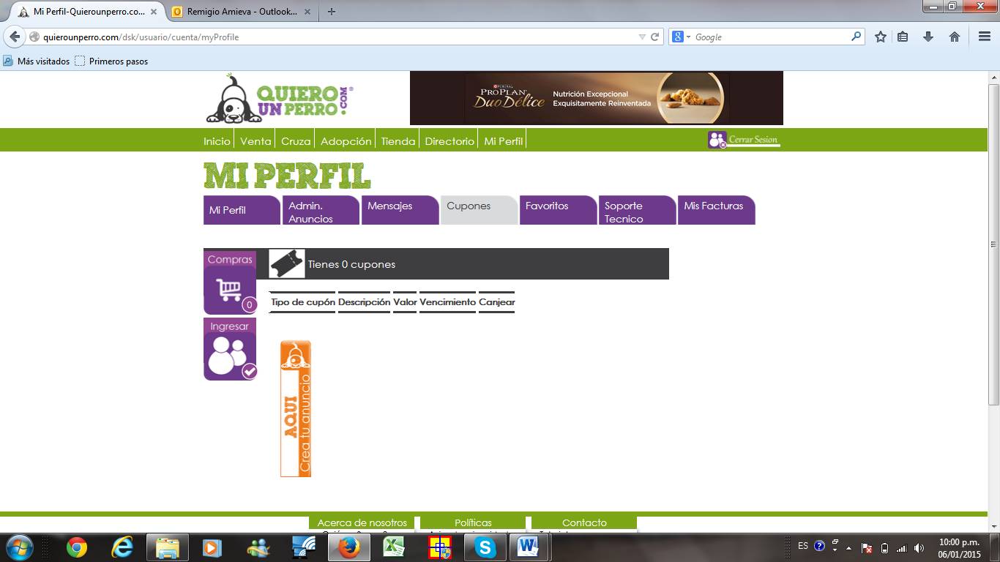 Mi Perfil-Quierounperro.co...
Remigio Amieva - Outlook...
quierounperro.com/dsk/usuario/cuenta/myProfile
Google
Más visitados
Primeros pasos
QUIERO UN PERRO!.COM®
PURINA
PROPLAN
DuoDélice
Nutrición Excepcional
Exquisitamente Reinventada
Inicio Venta Cruza Adopción Tienda Directorio Mi Perfil
Cerrar Sesion
MI PERFIL
Mi Perfil
Admin. Anuncios
Mensajes
Cupones
Favoritos
Soporte Tecnico
Mis Facturas
Compras
0
Tienes 0 cupones
Tipo de cupón Descripción Valor Vencimiento Canjear
Ingresar
AQUI
Crea tu anuncio
Acerca de nosotros
Políticas
Contacto
ES
10:00 p.m.
06/01/2015